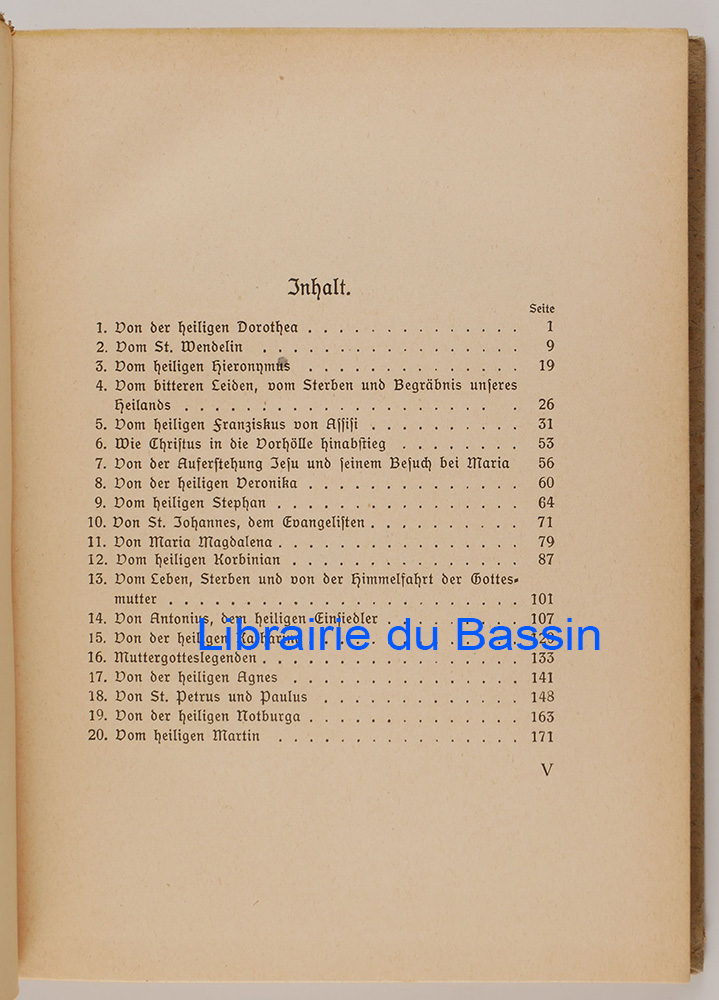 Inhalt.
Seite
1. Von der heiligen Dorothea . . . . . . . . . . . . . . 1
2. Vom St. Wendelin . . . . . . . . . . . . . . . . . 9
3. Vom heiligen Hieronymus . . . . . . . . . . . . . . 19
4. Vom bitteren Leiden, vom Sterben und Begräbnis unseres
Heilands . . . . . . . . . . . . . . . . . . . . . 26
5. Vom heiligen Franziskus von Assisi . . . . . . . . . . 31
6. Wie Christus in die Vorhölle hinabstieg . . . . . . . . 53
7. Von der Auferstehung Jesu und seinem Besuch bei Maria 56
8. Von der heiligen Veronika . . . . . . . . . . . . . . 60
9. Vom heiligen Stephan . . . . . . . . . . . . . . . . 64
10. Von St. Johannes, dem Evangelisten . . . . . . . . . . 71
11. Von Maria Magdalena . . . . . . . . . . . . . . . . 79
12. Vom heiligen Korbinian . . . . . . . . . . . . . . . 87
13. Vom Leben, Sterben und von der Himmelfahrt der Gottes-
mutter . . . . . . . . . . . . . . . . . . . . . . 101
14. Von Antonius, dem heiligen Einsiedler . . . . . . . . . 107
15. Von der heiligen Katharina . . . . . . . . . . . . . .
Librairie du Bassin
16. Muttergotteslegenden . . . . . . . . . . . . . . . . . 133
17. Von der heiligen Agnes . . . . . . . . . . . . . . . 141
18. Von St. Petrus und Paulus . . . . . . . . . . . . . 148
19. Von der heiligen Notburga . . . . . . . . . . . . . . 163
20. Vom heiligen Martin . . . . . . . . . . . . . . . . 171
V